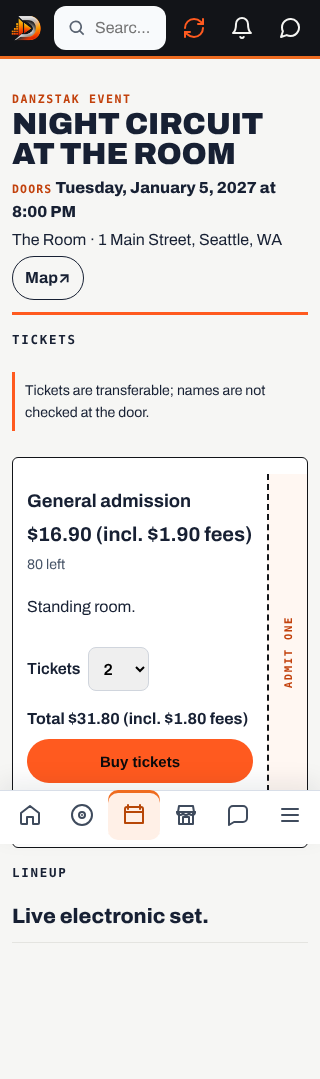 Searc...
DANZSTAK EVENT
NIGHT CIRCUIT
AT THE ROOM
DOORS Tuesday, January 5, 2027 at
8:00 PM
The Room · 1 Main Street, Seattle, WA
Map↗
TICKETS
Tickets are transferable; names are not
checked at the door.
General admission
$16.90 (incl. $1.90 fees)
80 left
Standing room.
Tickets 2
Total $31.80 (incl. $1.80 fees)
Buy tickets
ADMIT ONE
LINEUP
Live electronic set.